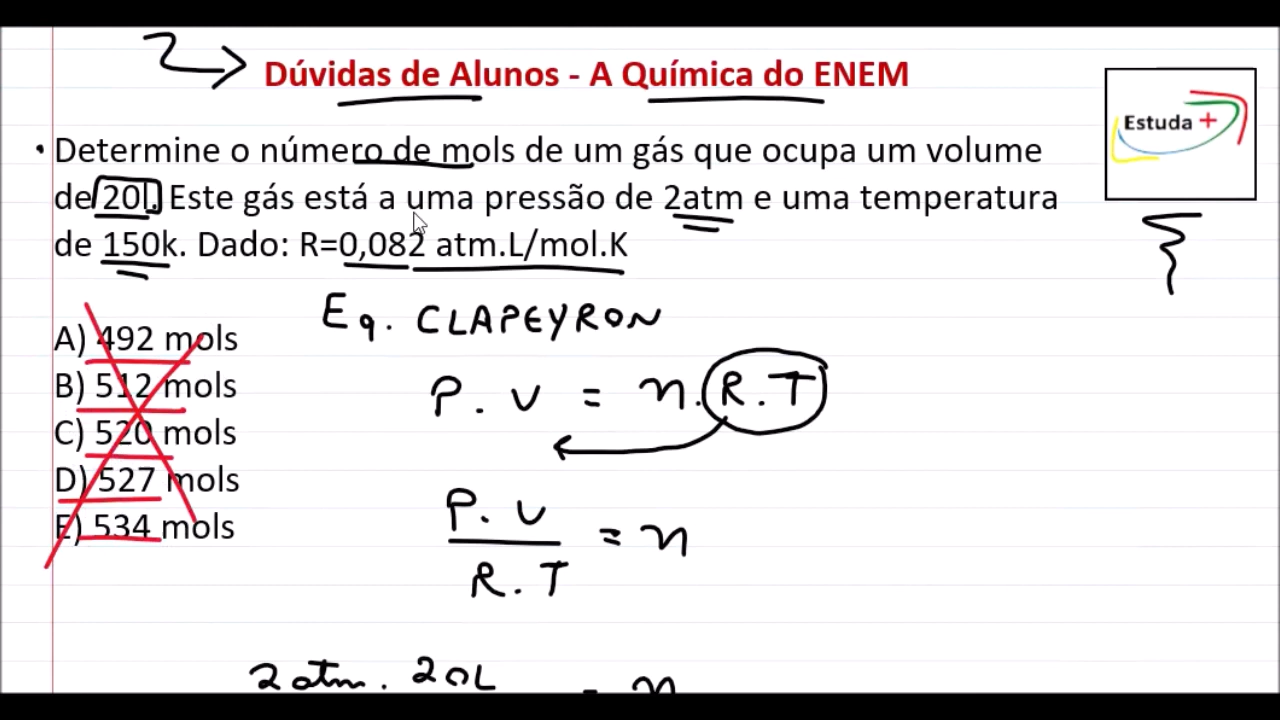 Dúvidas de Alunos - A Química do ENEM
Estuda +
Determine o número de mols de um gás que ocupa um volume
de 20l. Este gás está a uma pressão de 2atm e uma temperatura
de 150k. Dado: R=0,082 atm.L/mol.K
Eq. CLAPEYRON
A) 492 mols
B) 512 mols
C) 520 mols
D) 527 mols
E) 534 mols
P. V = n.R.T
P. V
= n
R. T
2 atm. 20L
= n